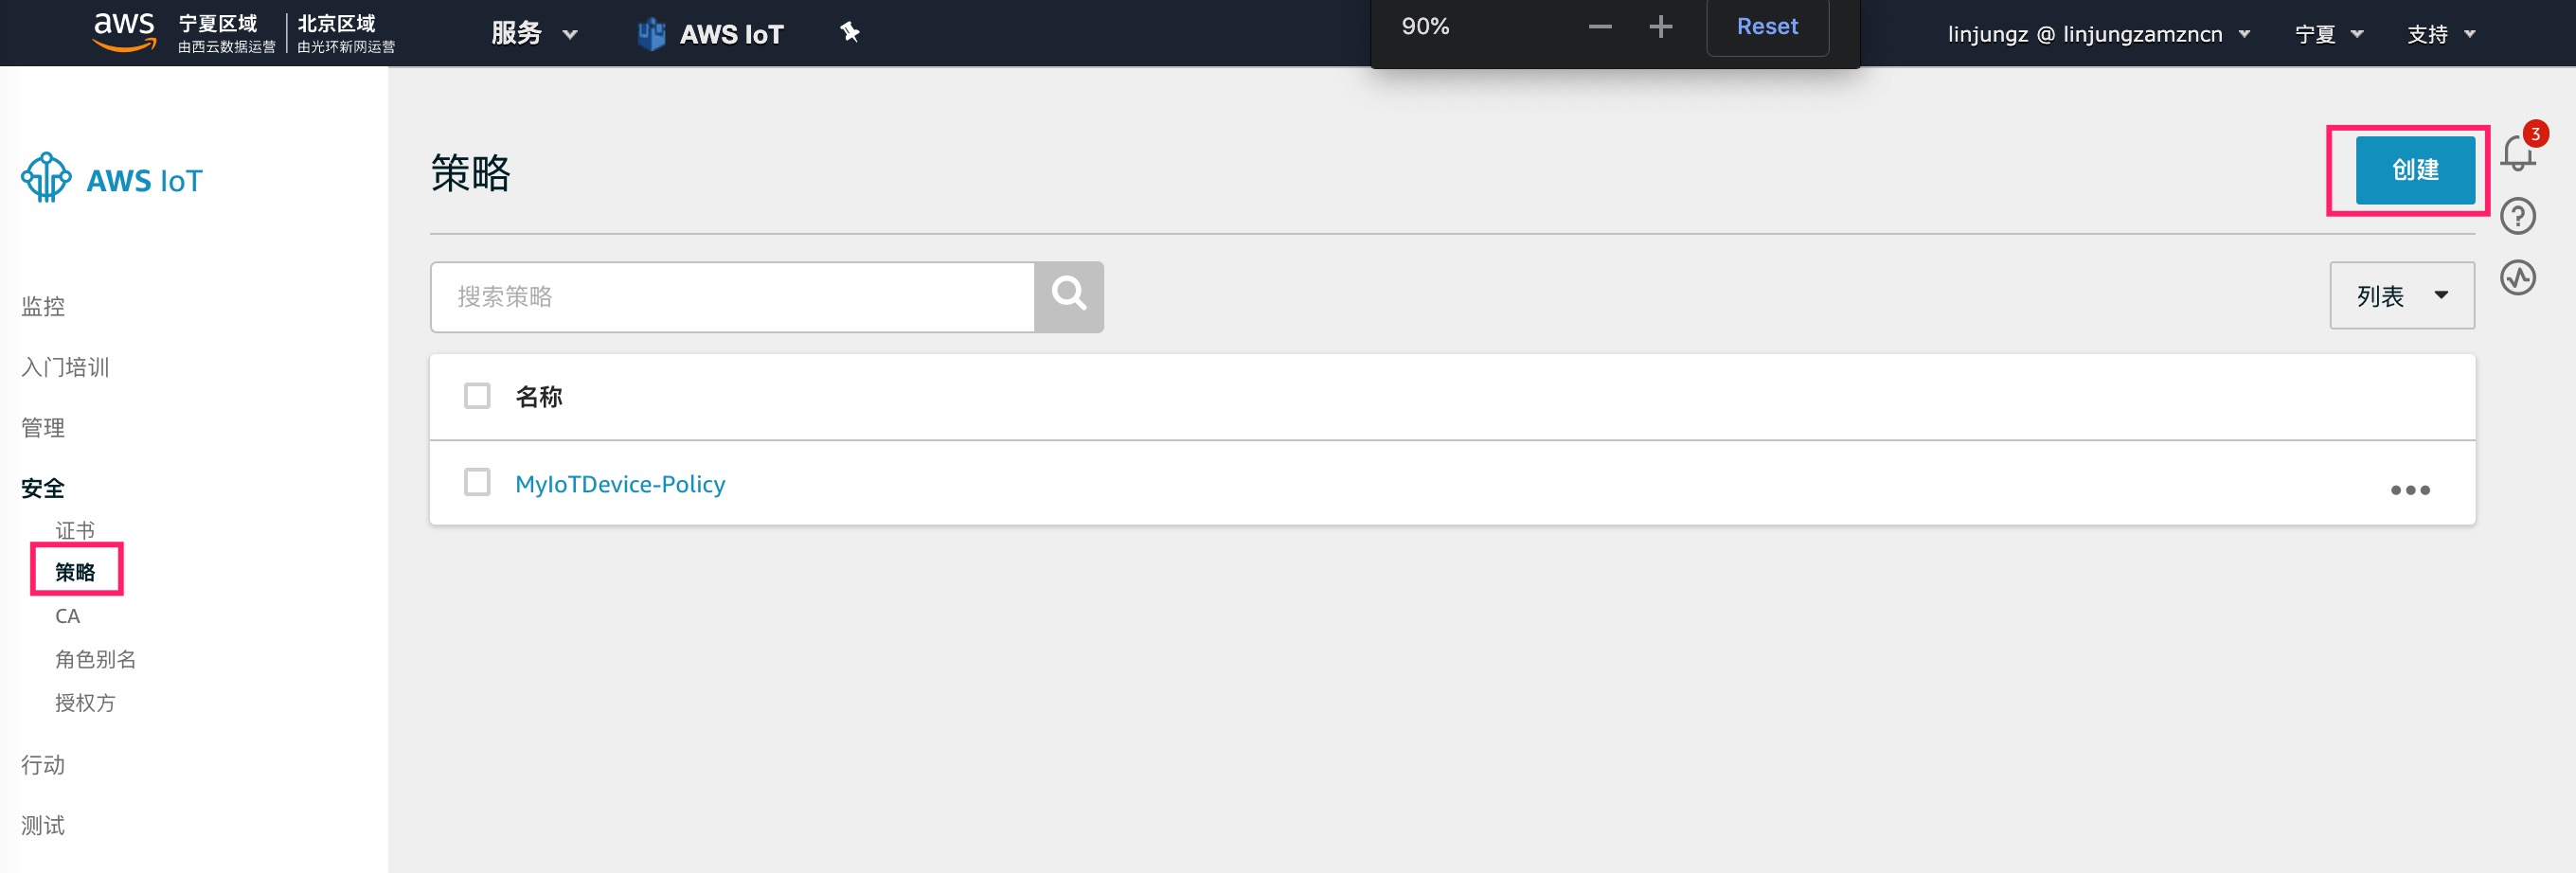 aws 宁夏区域 北京区域
由西云数据运营 由光环新网运营
服务 AWS IoT
90% Reset
linjungz @ linjungzamzncn 宁夏 支持
AWS IoT
监控
入门培训
管理
安全
证书
策略
CA
角色别名
授权方
行动
测试
策略
创建
3
搜索策略
列表
名称
MyIoTDevice-Policy